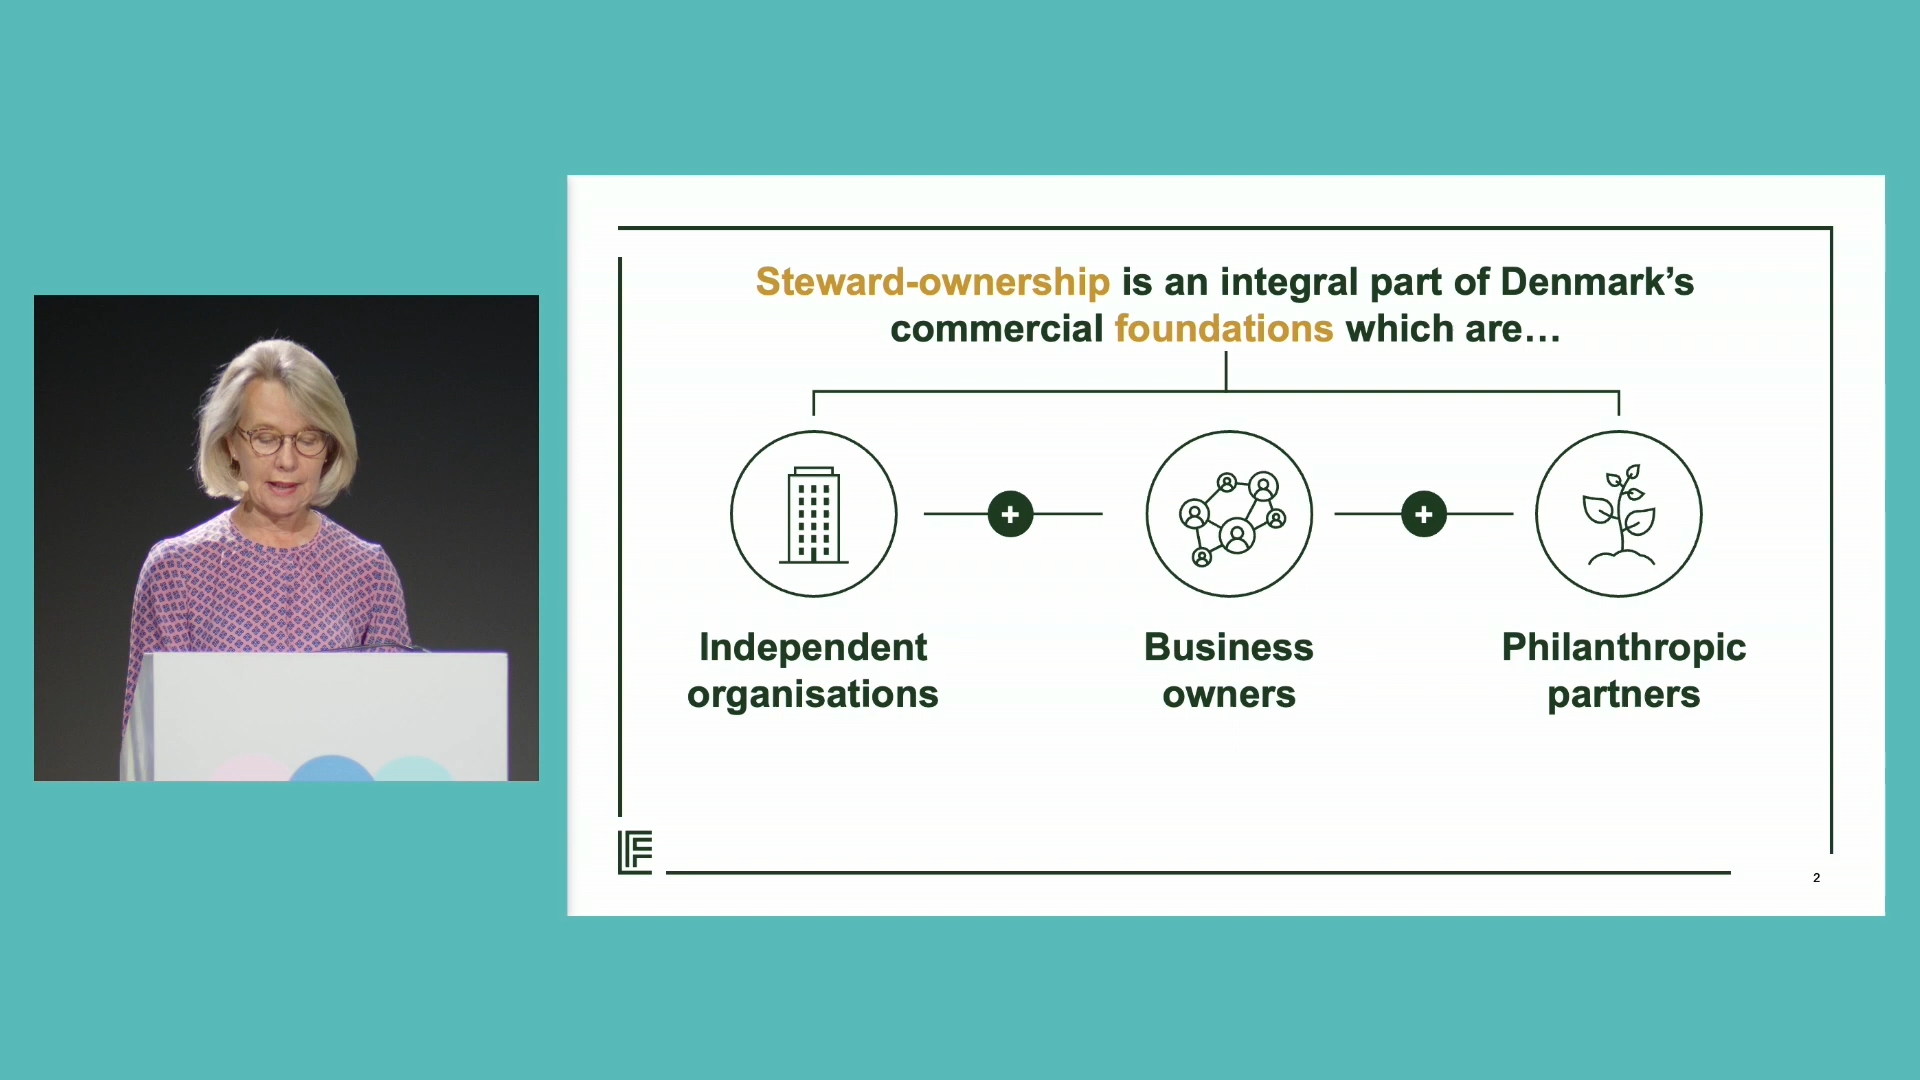 Steward-ownership is an integral part of Denmark’s
commercial foundations which are…
Independent
organisations
Business
owners
Philanthropic
partners
2